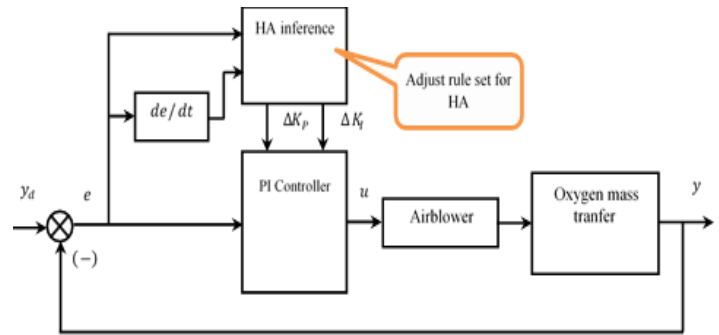 HA inference
Adjust rule set for
HA
de/dt
ΔK_P
ΔK_I
y_d
e
PI Controller
u
Airblower
Oxygen mass
tranfer
y
(−)